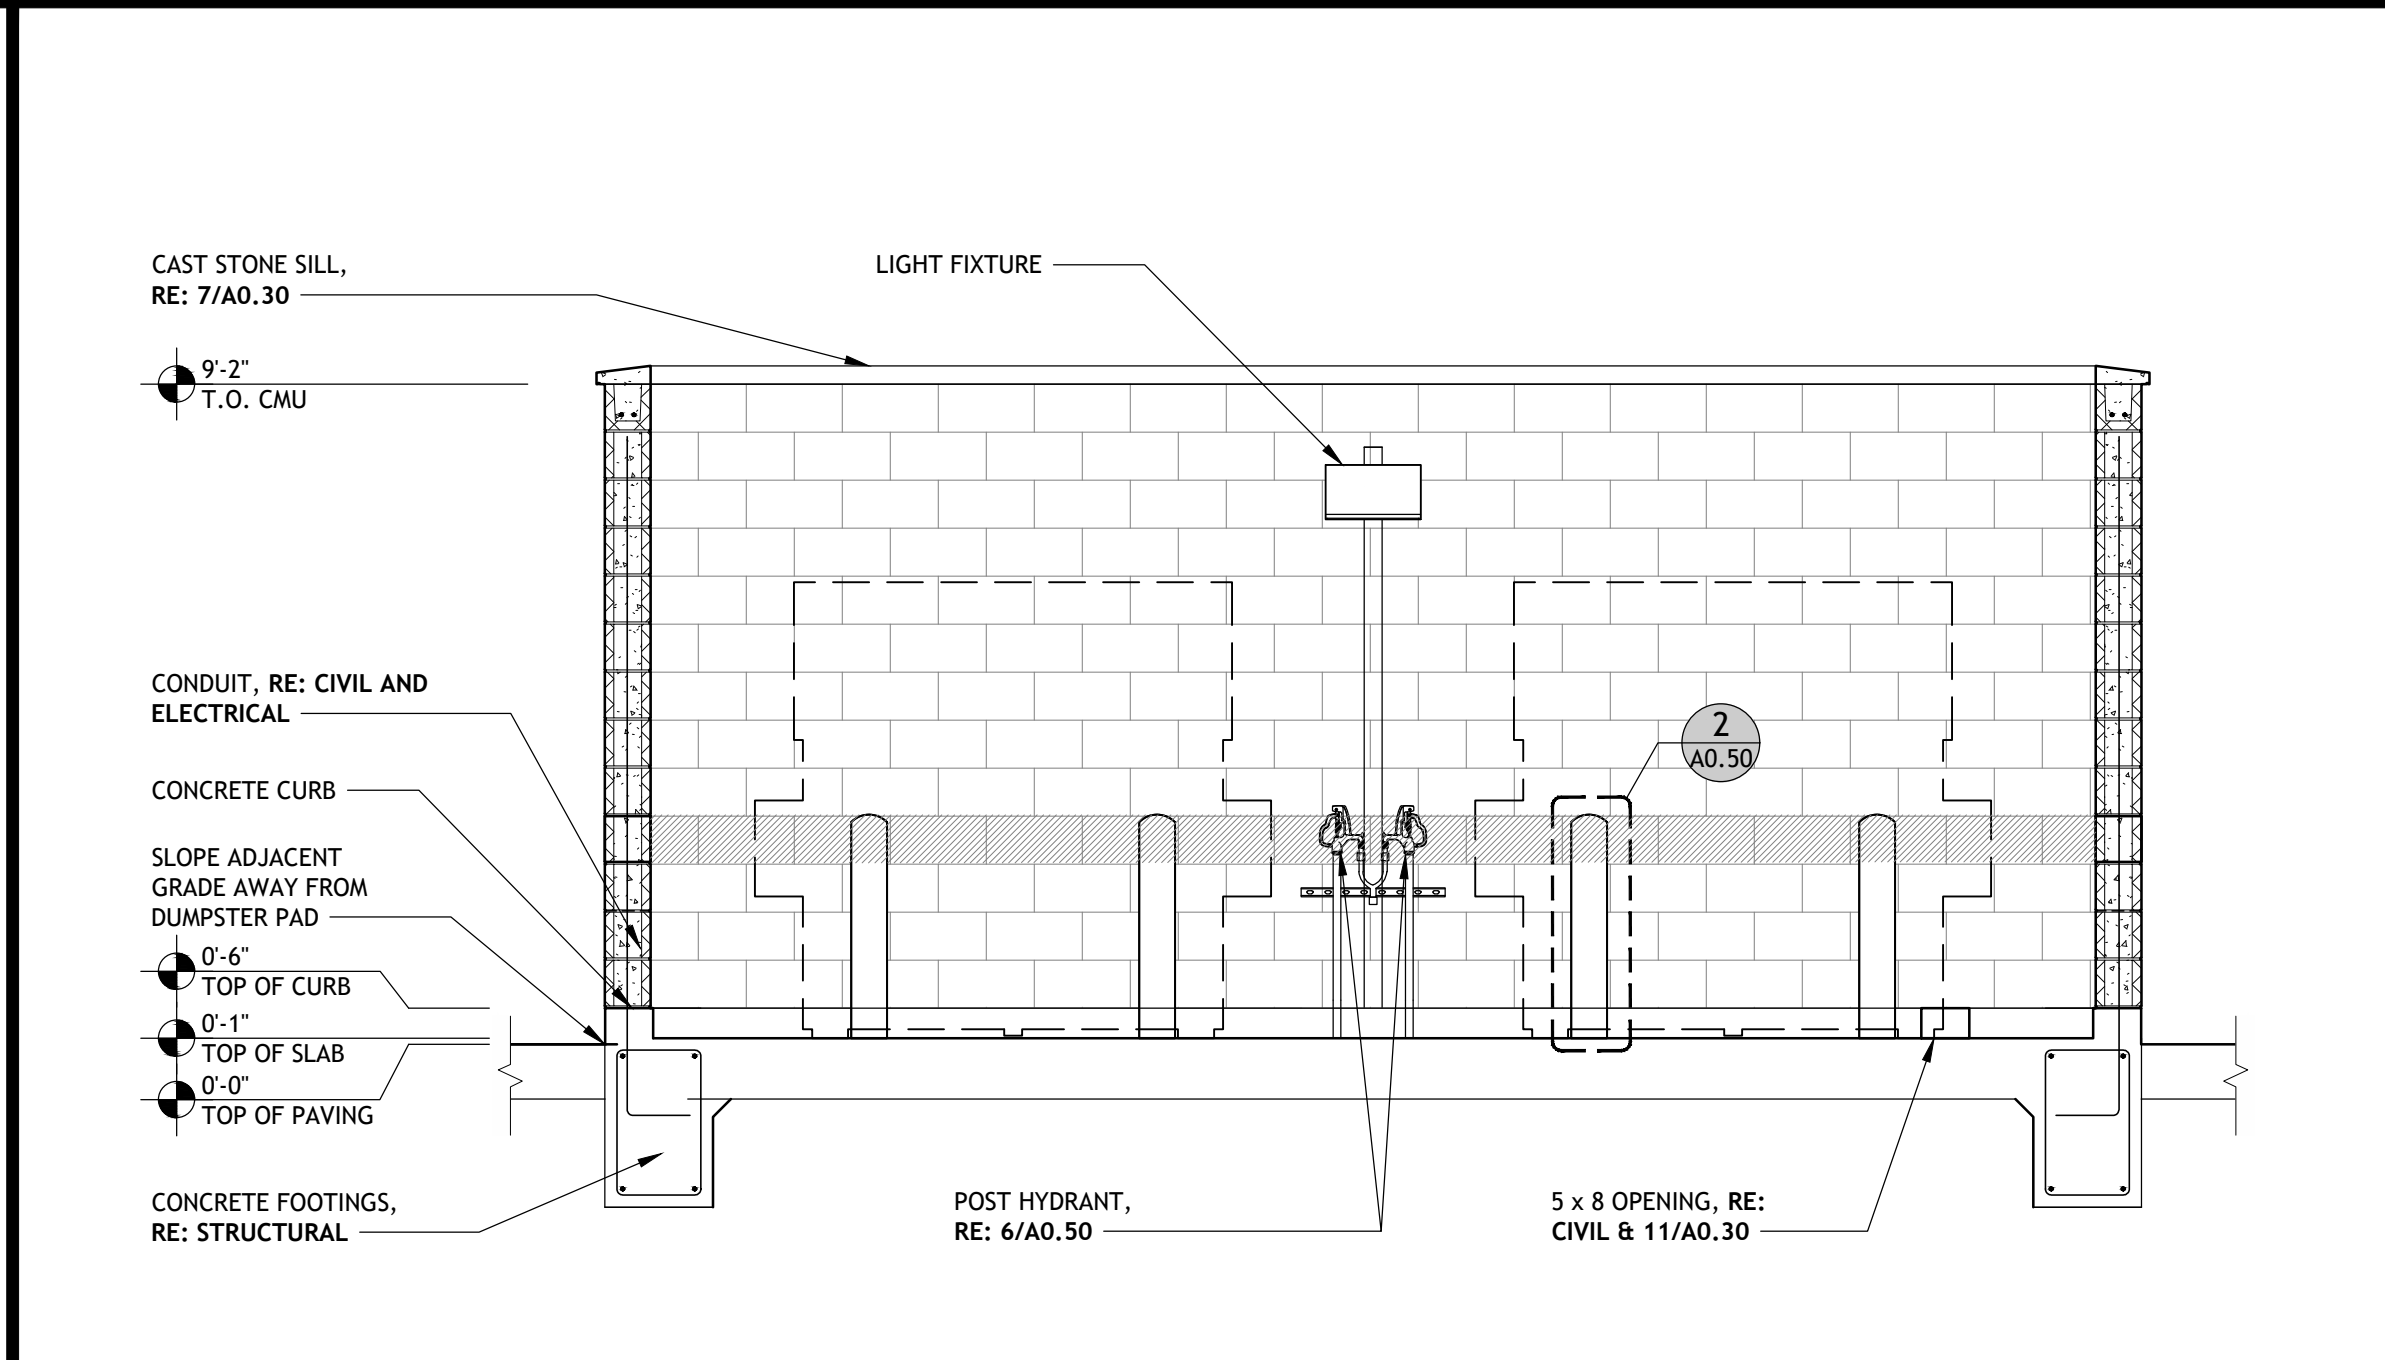 CAST STONE SILL,
RE: 7/A0.30
LIGHT FIXTURE
9'-2"
T.O. CMU
CONDUIT, RE: CIVIL AND
ELECTRICAL
2
A0.50
CONCRETE CURB
SLOPE ADJACENT
GRADE AWAY FROM
DUMPSTER PAD
0'-6"
TOP OF CURB
0'-1"
TOP OF SLAB
0'-0"
TOP OF PAVING
CONCRETE FOOTINGS,
RE: STRUCTURAL
POST HYDRANT,
RE: 6/A0.50
5 x 8 OPENING, RE:
CIVIL & 11/A0.30